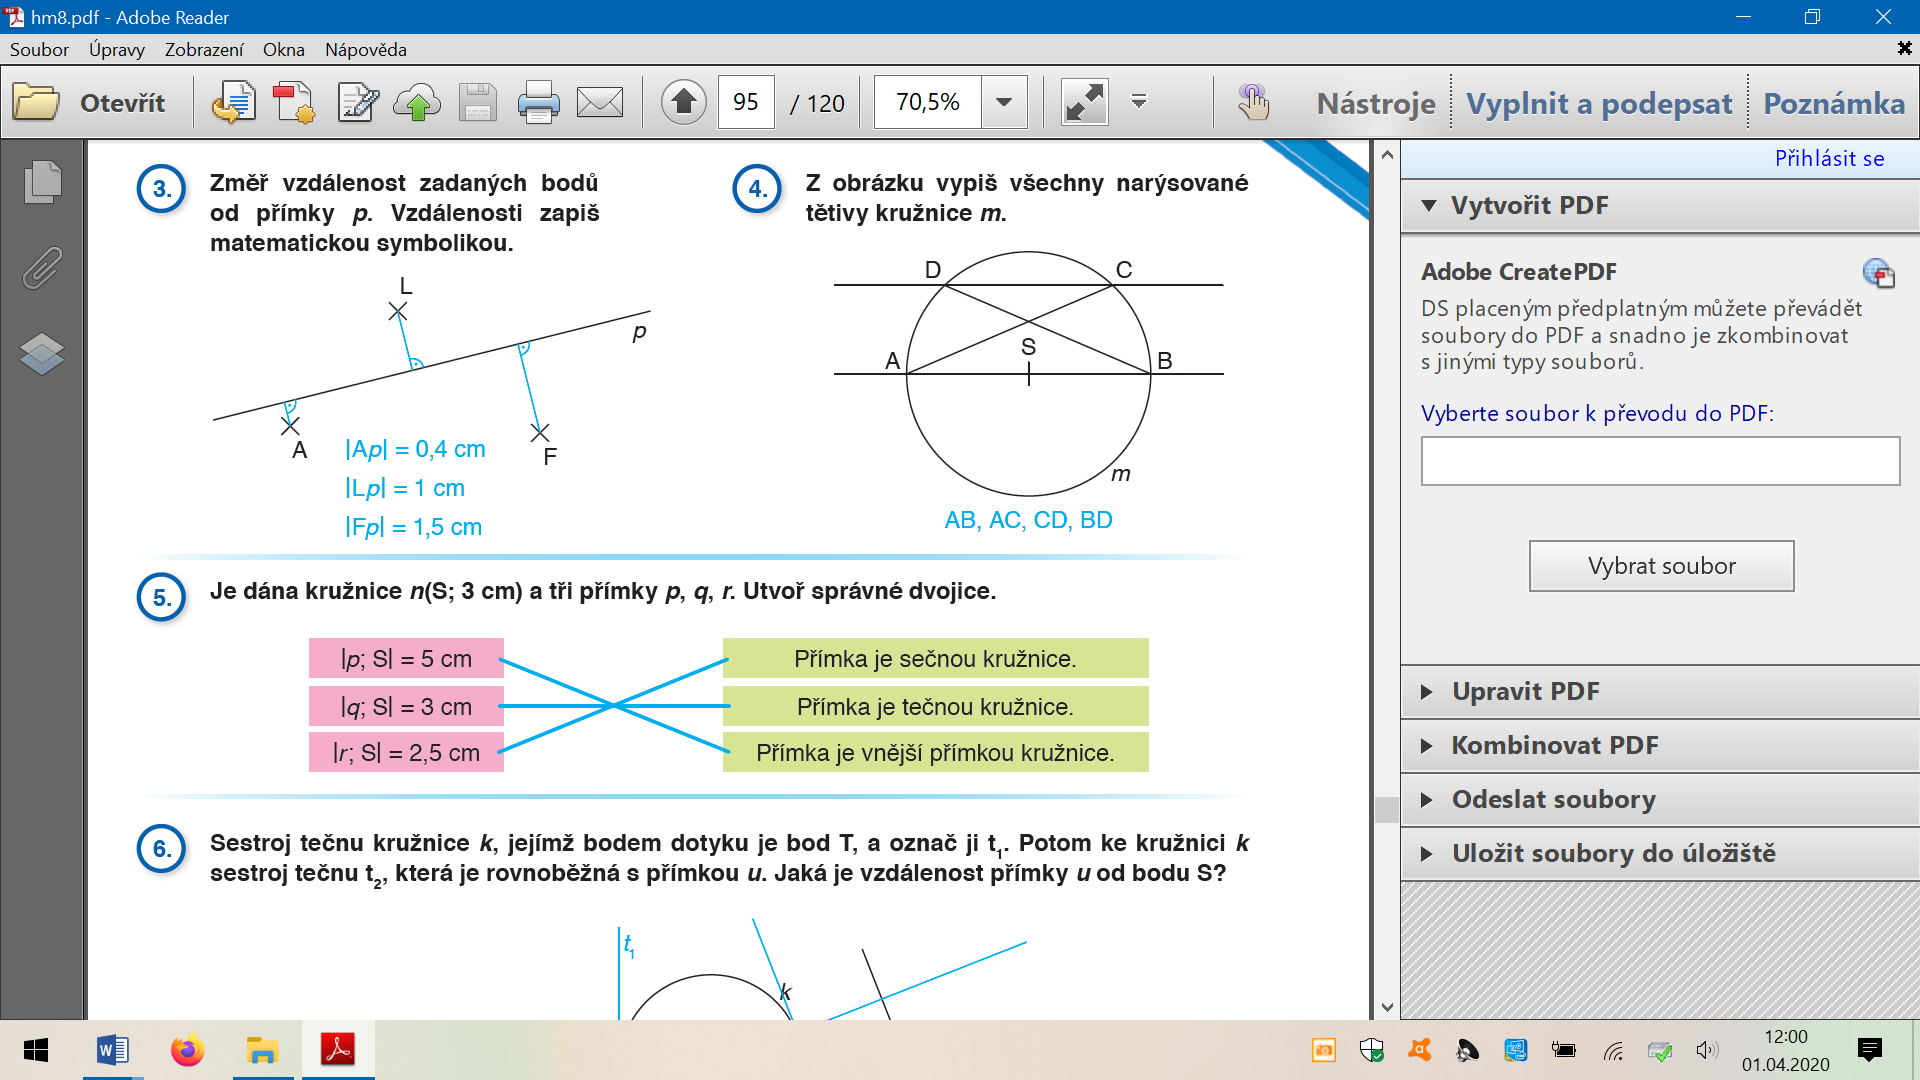 hm8.pdf - Adobe Reader
Soubor Úpravy Zobrazení Okna Nápověda
Otevřít 95 / 120 70,5% Nástroje Vyplnit a podepsat Poznámka
3. Změř vzdálenost zadaných bodů
od přímky p. Vzdálenosti zapiš
matematickou symbolikou.
L
p
A
F
|Ap| = 0,4 cm
|Lp| = 1 cm
|Fp| = 1,5 cm
4. Z obrázku vypiš všechny narýsované
tětivy kružnice m.
D C
S
A B
m
AB, AC, CD, BD
5. Je dána kružnice n(S; 3 cm) a tři přímky p, q, r. Utvoř správné dvojice.
|p; S| = 5 cm Přímka je sečnou kružnice.
|q; S| = 3 cm Přímka je tečnou kružnice.
|r; S| = 2,5 cm Přímka je vnější přímkou kružnice.
6. Sestroj tečnu kružnice k, jejímž bodem dotyku je bod T, a označ ji t1. Potom ke kružnici k
sestroj tečnu t2, která je rovnoběžná s přímkou u. Jaká je vzdálenost přímky u od bodu S?
t1
k
Přihlásit se
Vytvořit PDF
Adobe CreatePDF
DS placeným předplatným můžete převádět
soubory do PDF a snadno je zkombinovat
s jinými typy souborů.
Vyberte soubor k převodu do PDF:
Vybrat soubor
Upravit PDF
Kombinovat PDF
Odeslat soubory
Uložit soubory do úložiště
12:00
01.04.2020